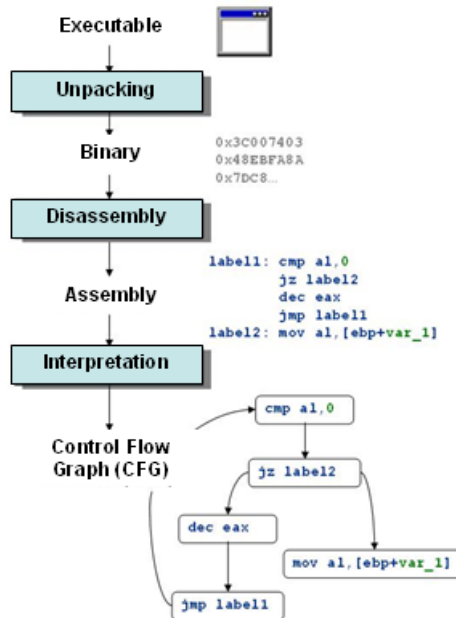 Executable
Unpacking
Binary
0x3C007403
0x48EBFA8A
0x7DC8…
Disassembly
Assembly
label1: cmp al,0
jz label2
dec eax
jmp label1
label2: mov al,[ebp+var_1]
Interpretation
Control Flow
Graph (CFG)
cmp al,0
jz label2
dec eax
mov al,[ebp+var_1]
jmp label1